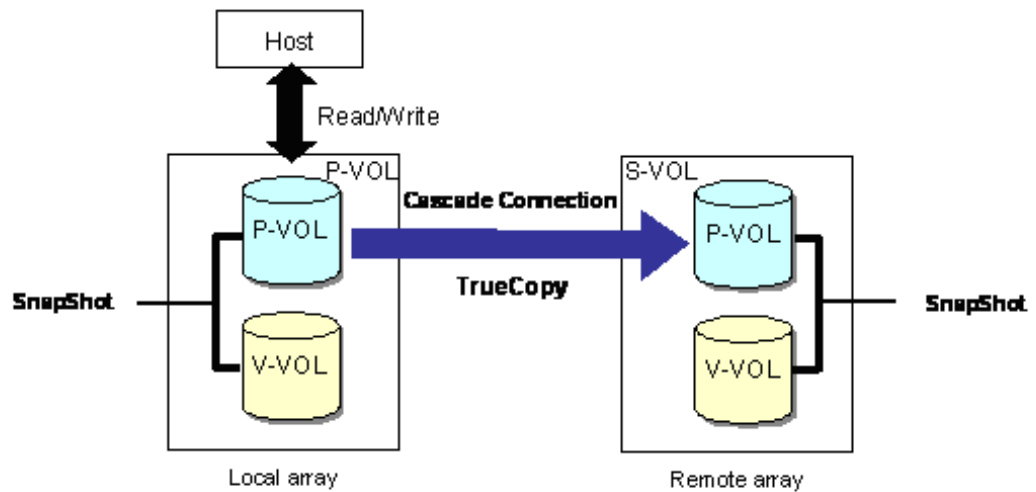 Host
Read/Write
P-VOL
S-VOL
Cascade Connection
P-VOL
P-VOL
TrueCopy
SnapShot
SnapShot
V-VOL
V-VOL
Local array
Remote array